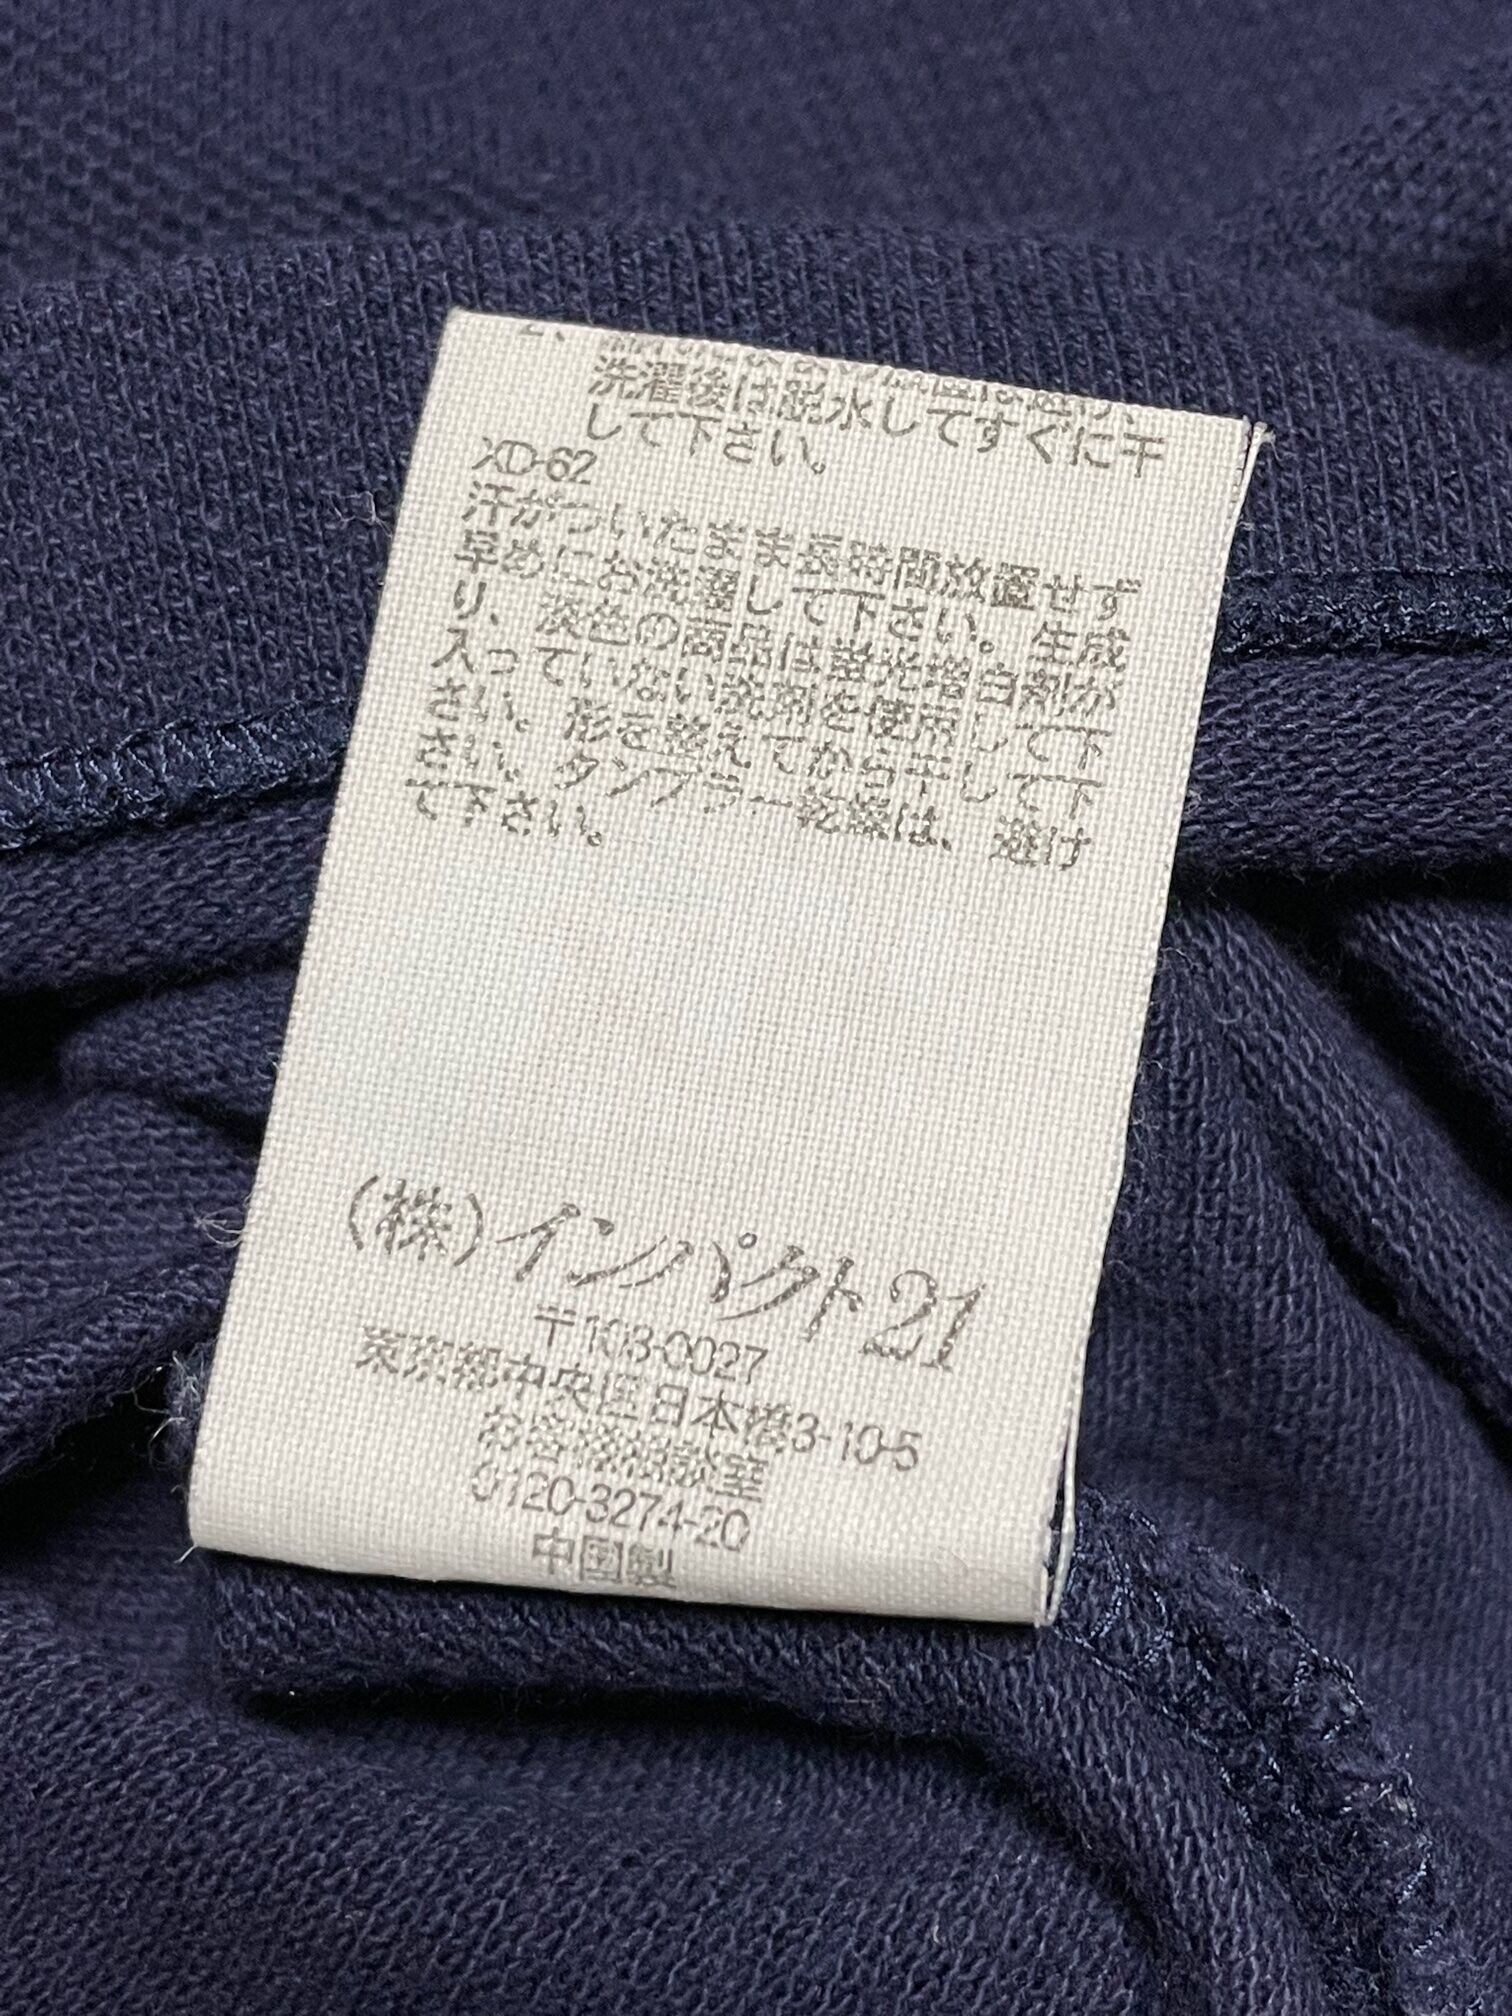 洗濯後は脱水してすぐに干
して下さい。
XD-62
汗がついたまま長時間放置せず
早めにお洗濯して下さい。 生成
り、淡色の商品は蛍光増白剤が
入っていない洗剤を使用して下
さい。 形を整えてから干して下
さい。タンブラー乾燥は、避け
て下さい。
(株)インパクト21
〒103-0027
東京都中央区日本橋3-10-5
お客様相談室
0120-3274-20
中国製